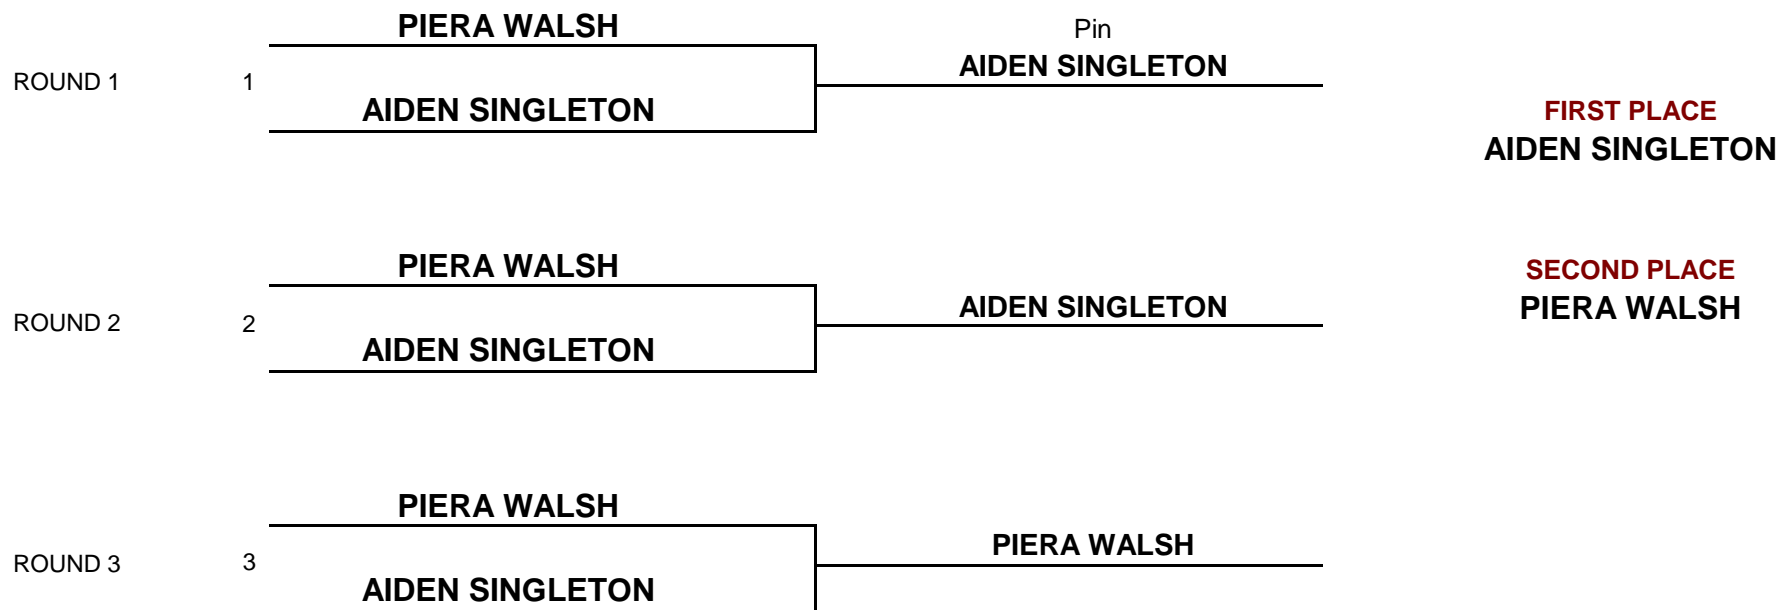 PIERA WALSH
Pin
ROUND 1
1
AIDEN SINGLETON
AIDEN SINGLETON
FIRST PLACE
AIDEN SINGLETON
PIERA WALSH
SECOND PLACE
ROUND 2
2
AIDEN SINGLETON
PIERA WALSH
AIDEN SINGLETON
PIERA WALSH
ROUND 3
3
PIERA WALSH
AIDEN SINGLETON